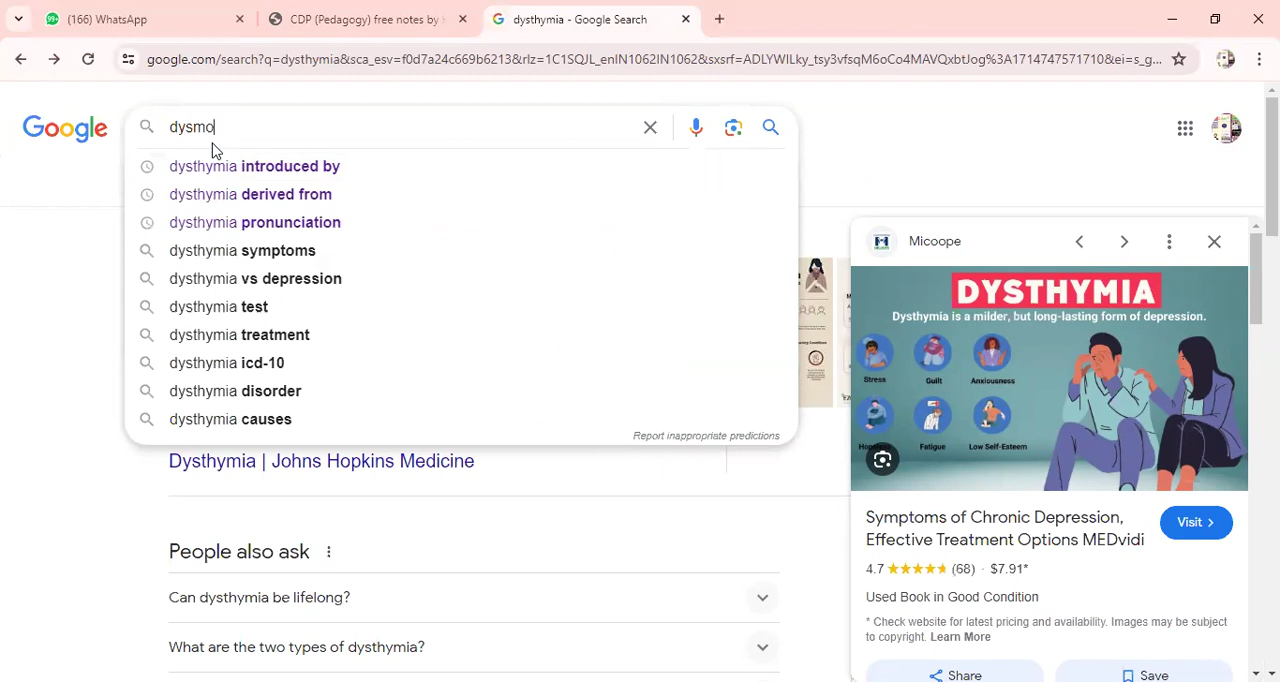 (166) WhatsApp
CDP (Pedagogy) free notes by
dysthymia - Google Search
google.com/search?q=dysthymia&sca_esv=f0d7a24c669b6213&rlz=1C1SQJL_enIN1062IN1062&sxsrf=ADLYWILky_tsy3vfsqM6oCo4MAVQxbtJog%3A1714747571710&ei=s_g...
Google
dysmo
dysthymia introduced by
dysthymia derived from
dysthymia pronunciation
dysthymia symptoms
dysthymia vs depression
dysthymia test
dysthymia treatment
dysthymia icd-10
dysthymia disorder
dysthymia causes
Report inappropriate predictions
Dysthymia | Johns Hopkins Medicine
People also ask
Can dysthymia be lifelong?
What are the two types of dysthymia?
Micoope
DYSTHYMIA
Dysthymia is a milder, but long-lasting form of depression.
Stress
Guilt
Anxiousness
Fatigue
Low Self-Esteem
Symptoms of Chronic Depression,
Effective Treatment Options MEDvidi
Visit
4.7 (68) · $7.91*
Used Book in Good Condition
* Check website for latest pricing and availability. Images may be subject
to copyright. Learn More
Share
Save